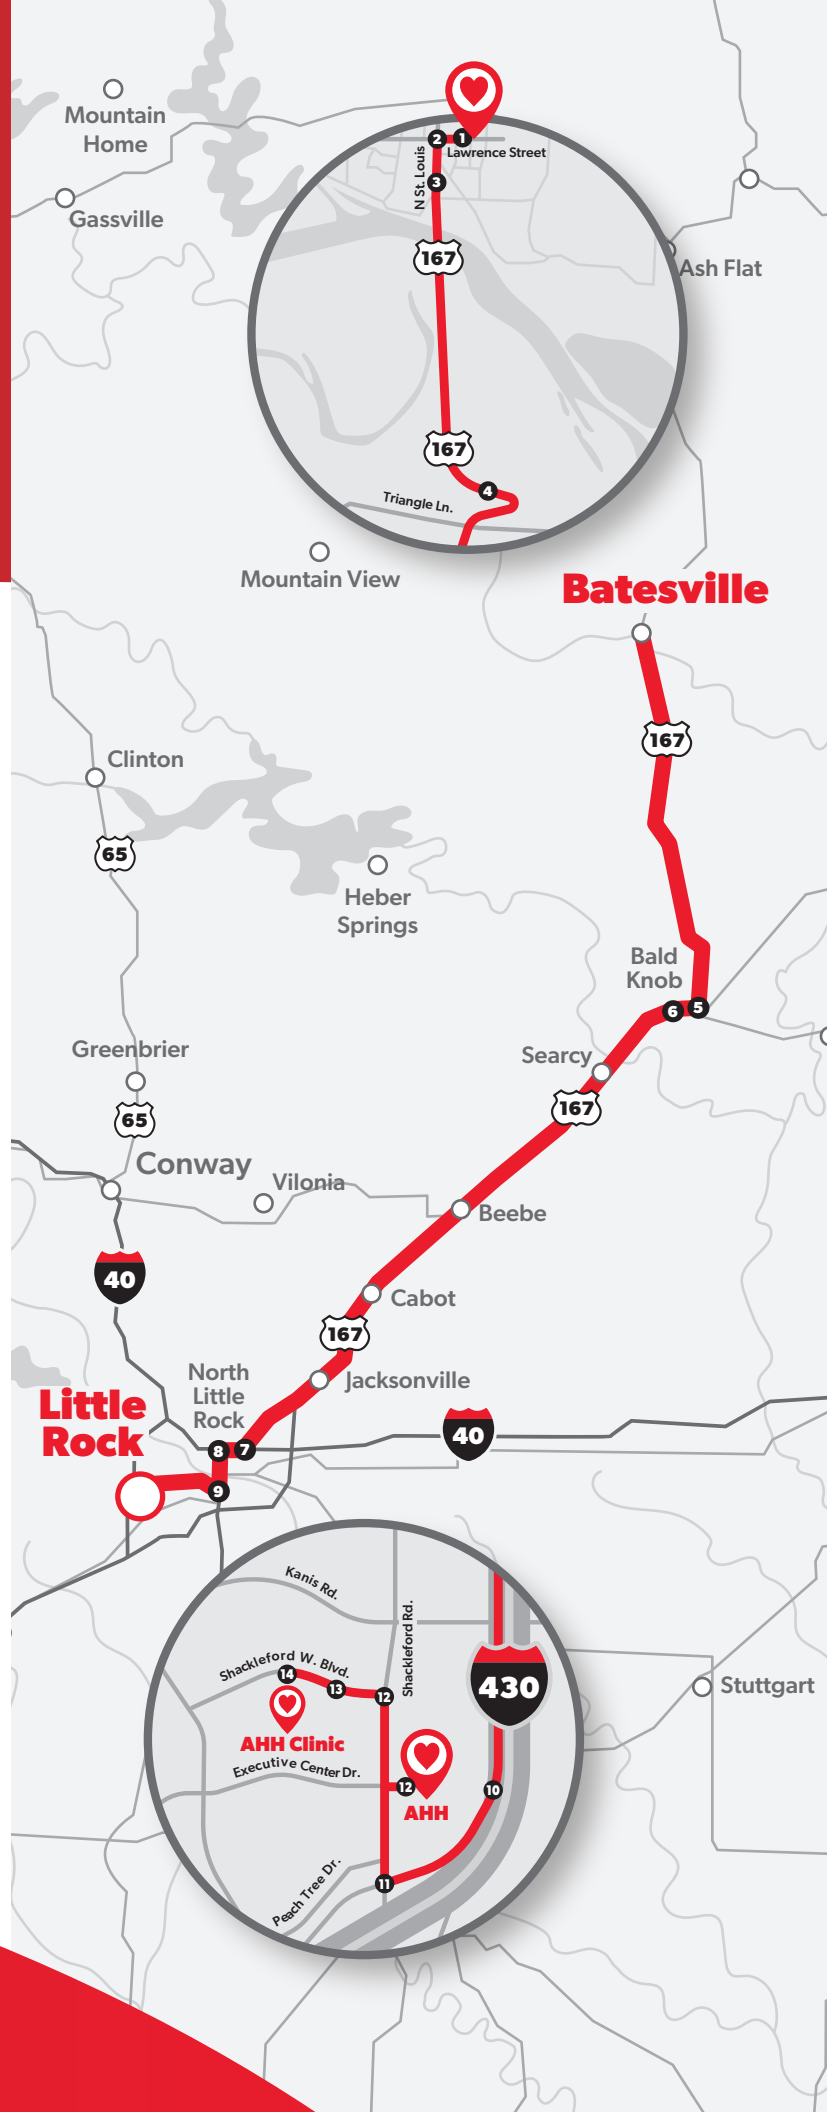 Mountain
Home
2
1
Lawrence Street
N St. Louis
3
Gassville
167
Ash Flat
167
4
Triangle Ln.
Mountain View
Batesville
167
Clinton
65
Heber
Springs
Bald
Knob
6
5
Greenbrier
Searcy
65
167
Conway
Vilonia
Beebe
40
Cabot
167
North
Little
Rock
Jacksonville
Little
Rock
40
8
7
9
Kanis Rd.
Shackleford Rd.
Shackleford W. Blvd.
14
13
12
430
Stuttgart
AHH Clinic
Executive Center Dr.
12
10
AHH
11
Peach Tree Dr.